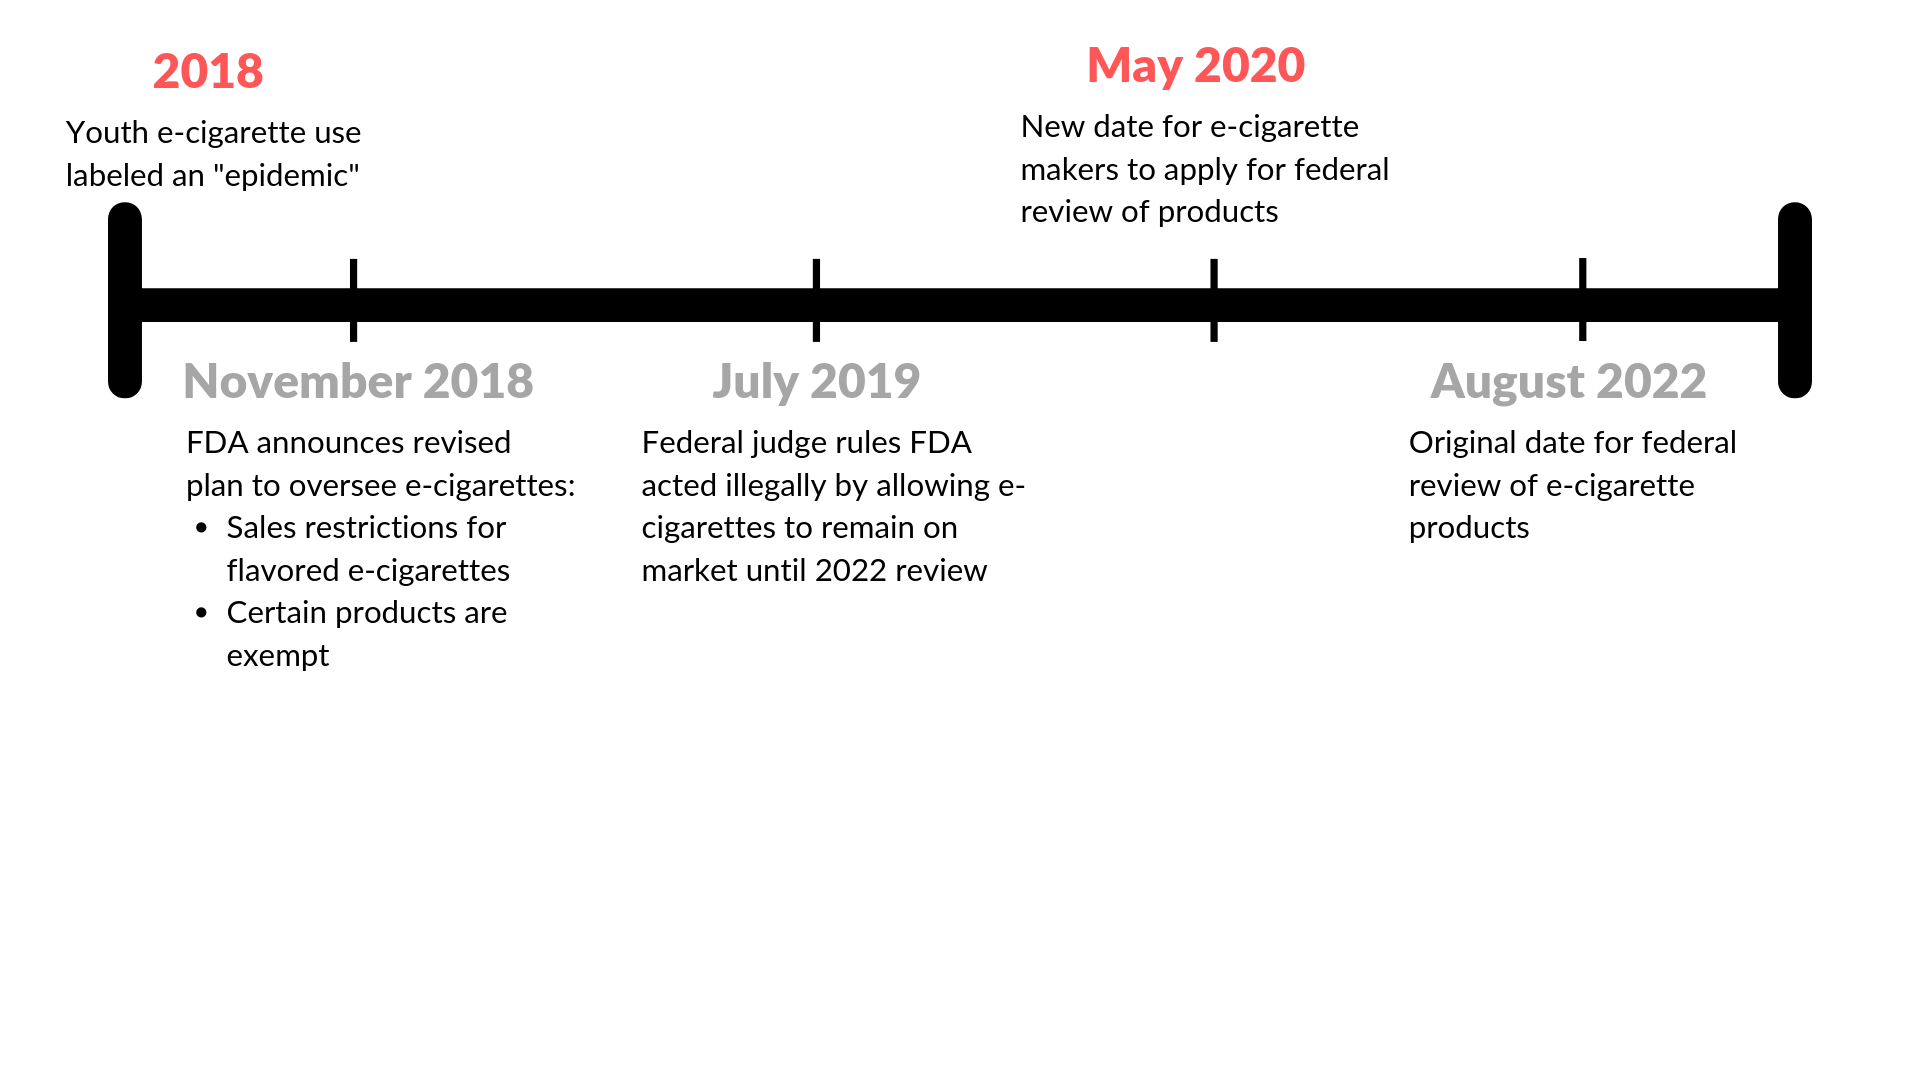 2018
Youth e-cigarette use
labeled an "epidemic"
May 2020
New date for e-cigarette
makers to apply for federal
review of products
November 2018
FDA announces revised
plan to oversee e-cigarettes:
• Sales restrictions for
flavored e-cigarettes
• Certain products are
exempt
July 2019
Federal judge rules FDA
acted illegally by allowing e-
cigarettes to remain on
market until 2022 review
August 2022
Original date for federal
review of e-cigarette
products